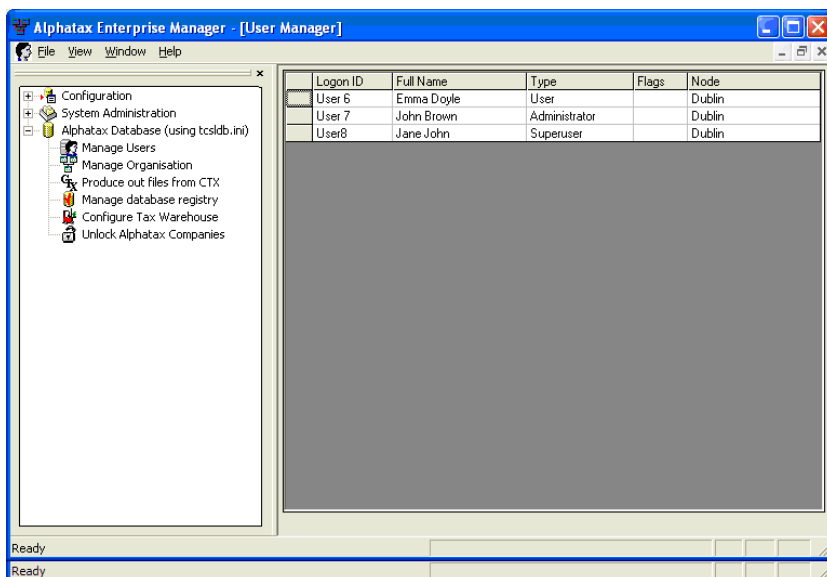 Alphatax Enterprise Manager - [User Manager]
File View Window Help
Configuration
System Administration
Alphatax Database (using tcsldb.ini)
Manage Users
Manage Organisation
Produce out files from CTX
Manage database registry
Configure Tax Warehouse
Unlock Alphatax Companies
Logon ID Full Name Type Flags Node
User 6 Emma Doyle User Dublin
User 7 John Brown Administrator Dublin
User8 Jane John Superuser Dublin
Ready
Ready